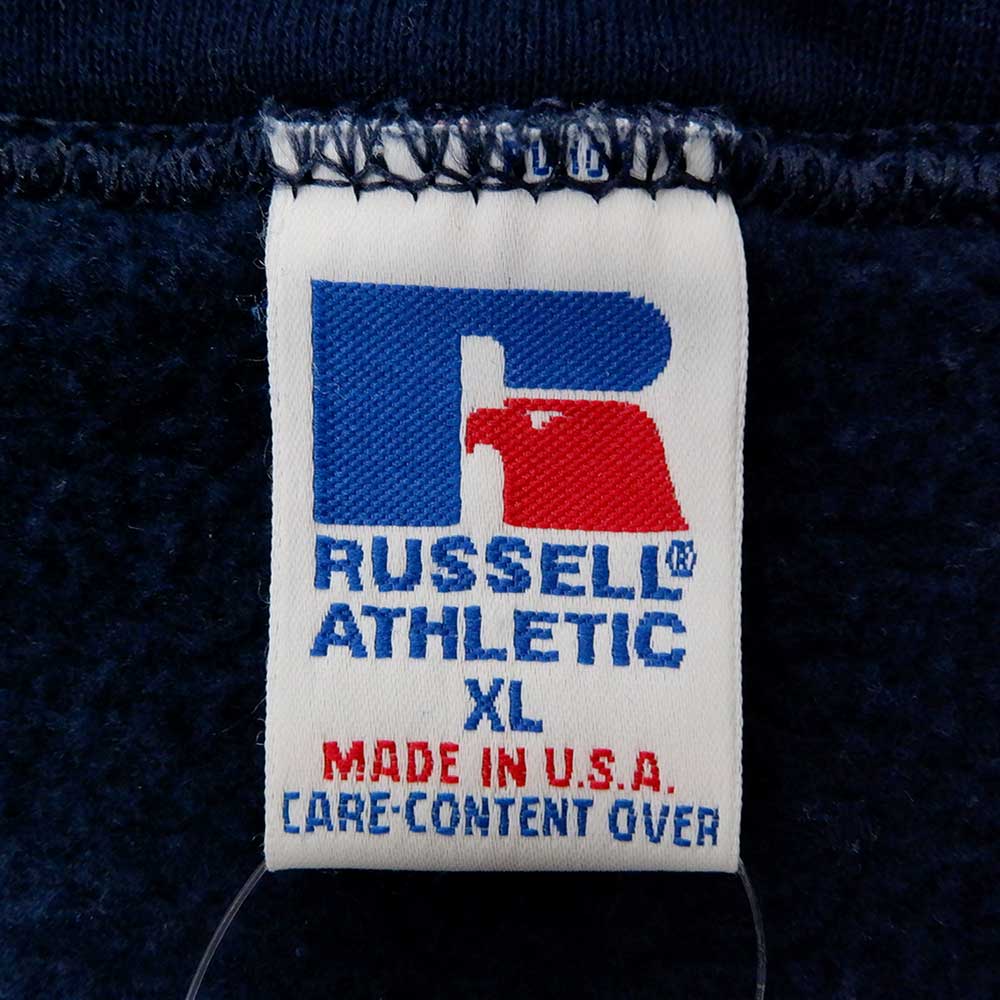 RUSSELL®
ATHLETIC
XL
MADE IN U.S.A.
CARE-CONTENT OVER